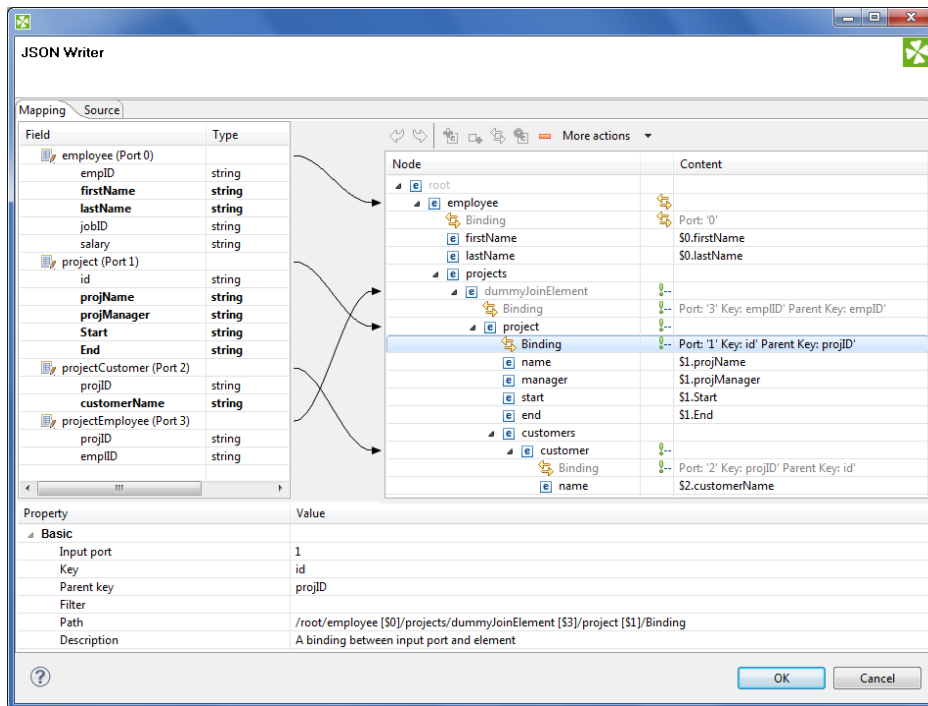 JSON Writer
Mapping Source
Field Type
employee (Port 0)
empID string
firstName string
lastName string
jobID string
salary string
project (Port 1)
id string
projName string
projManager string
Start string
End string
projectCustomer (Port 2)
projID string
customerName string
projectEmployee (Port 3)
projID string
emplID string
More actions
Node Content
root
employee
Binding Port: '0'
firstName $0.firstName
lastName $0.lastName
projects
dummyJoinElement
Binding Port: '3' Key: emplID' Parent Key: empID'
project
Binding Port: '1' Key: id' Parent Key: projID'
name $1.projName
manager $1.projManager
start $1.Start
end $1.End
customers
customer
Binding Port: '2' Key: projID' Parent Key: id'
name $2.customerName
Property Value
Basic
Input port 1
Key id
Parent key projID
Filter
Path /root/employee [$0]/projects/dummyJoinElement [$3]/project [$1]/Binding
Description A binding between input port and element
? OK Cancel